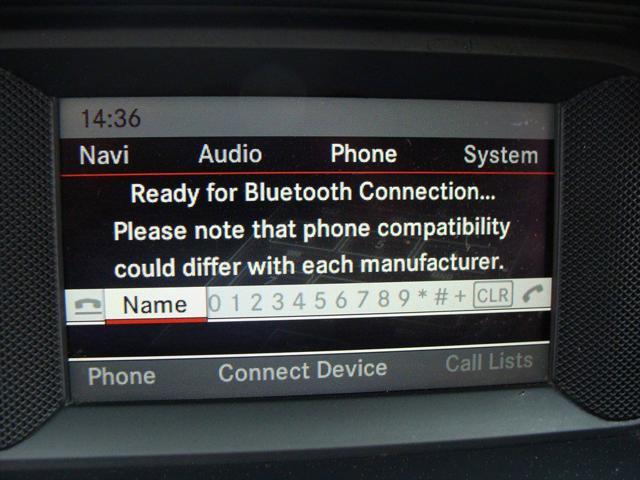 14:36
Navi Audio Phone System
Ready for Bluetooth Connection...
Please note that phone compatibility
could differ with each manufacturer.
Name 0 1 2 3 4 5 6 7 8 9 * # + CLR
Phone Connect Device Call Lists